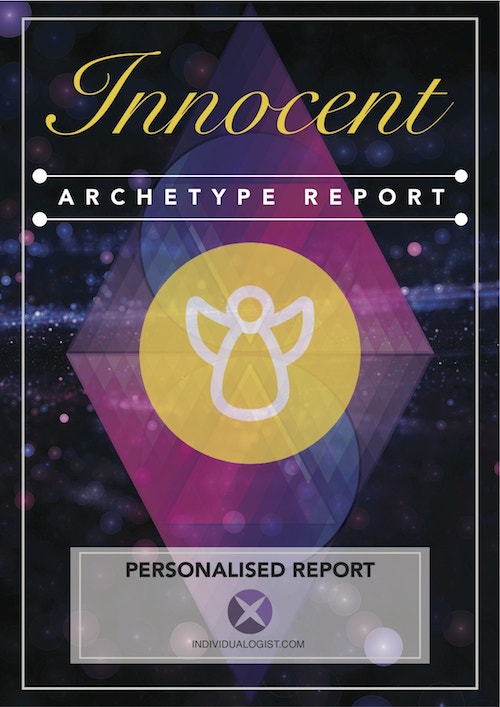 Innocent
ARCHETYPE REPORT
PERSONALISED REPORT
INDIVIDUALOGIST.COM